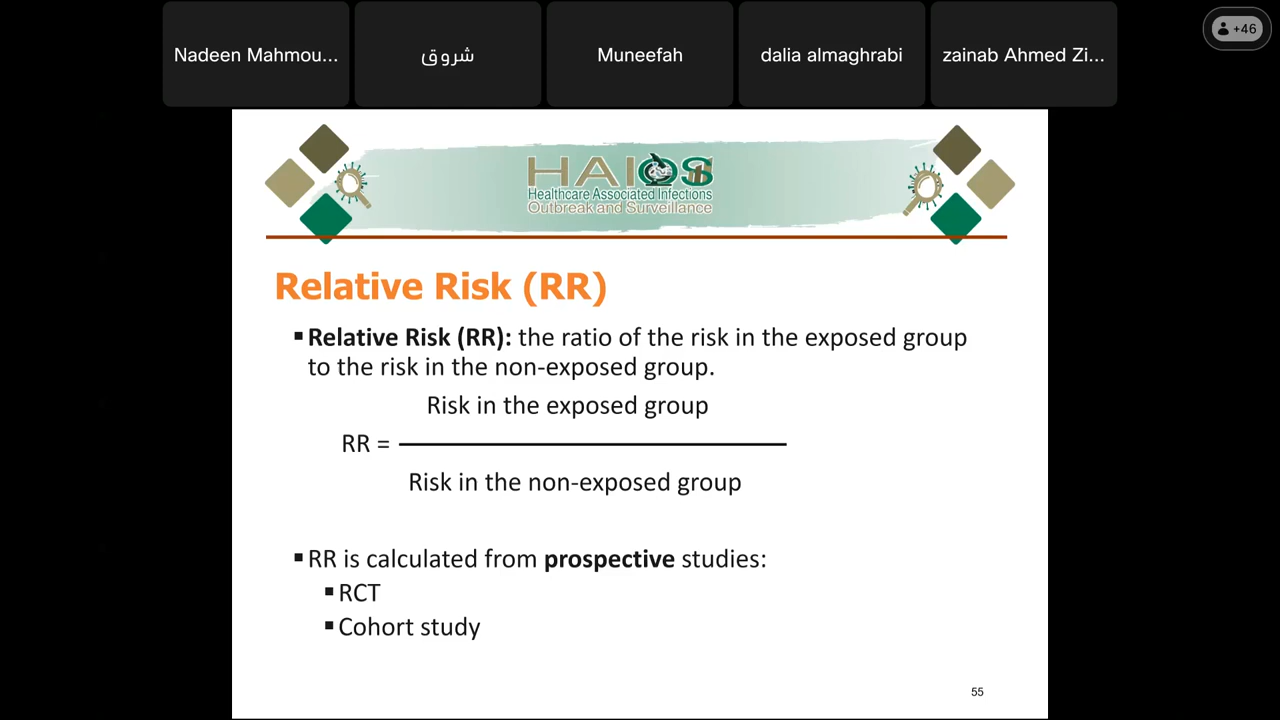 Nadeen Mahmou...
شروق
Muneefah
dalia almaghrabi
zainab Ahmed Zi...
+46
HAIOS
Healthcare Associated Infections
Outbreak and Surveillance
Relative Risk (RR)
▪ Relative Risk (RR): the ratio of the risk in the exposed group
to the risk in the non-exposed group.
Risk in the exposed group
RR =
Risk in the non-exposed group
▪ RR is calculated from prospective studies:
▪ RCT
▪ Cohort study
55